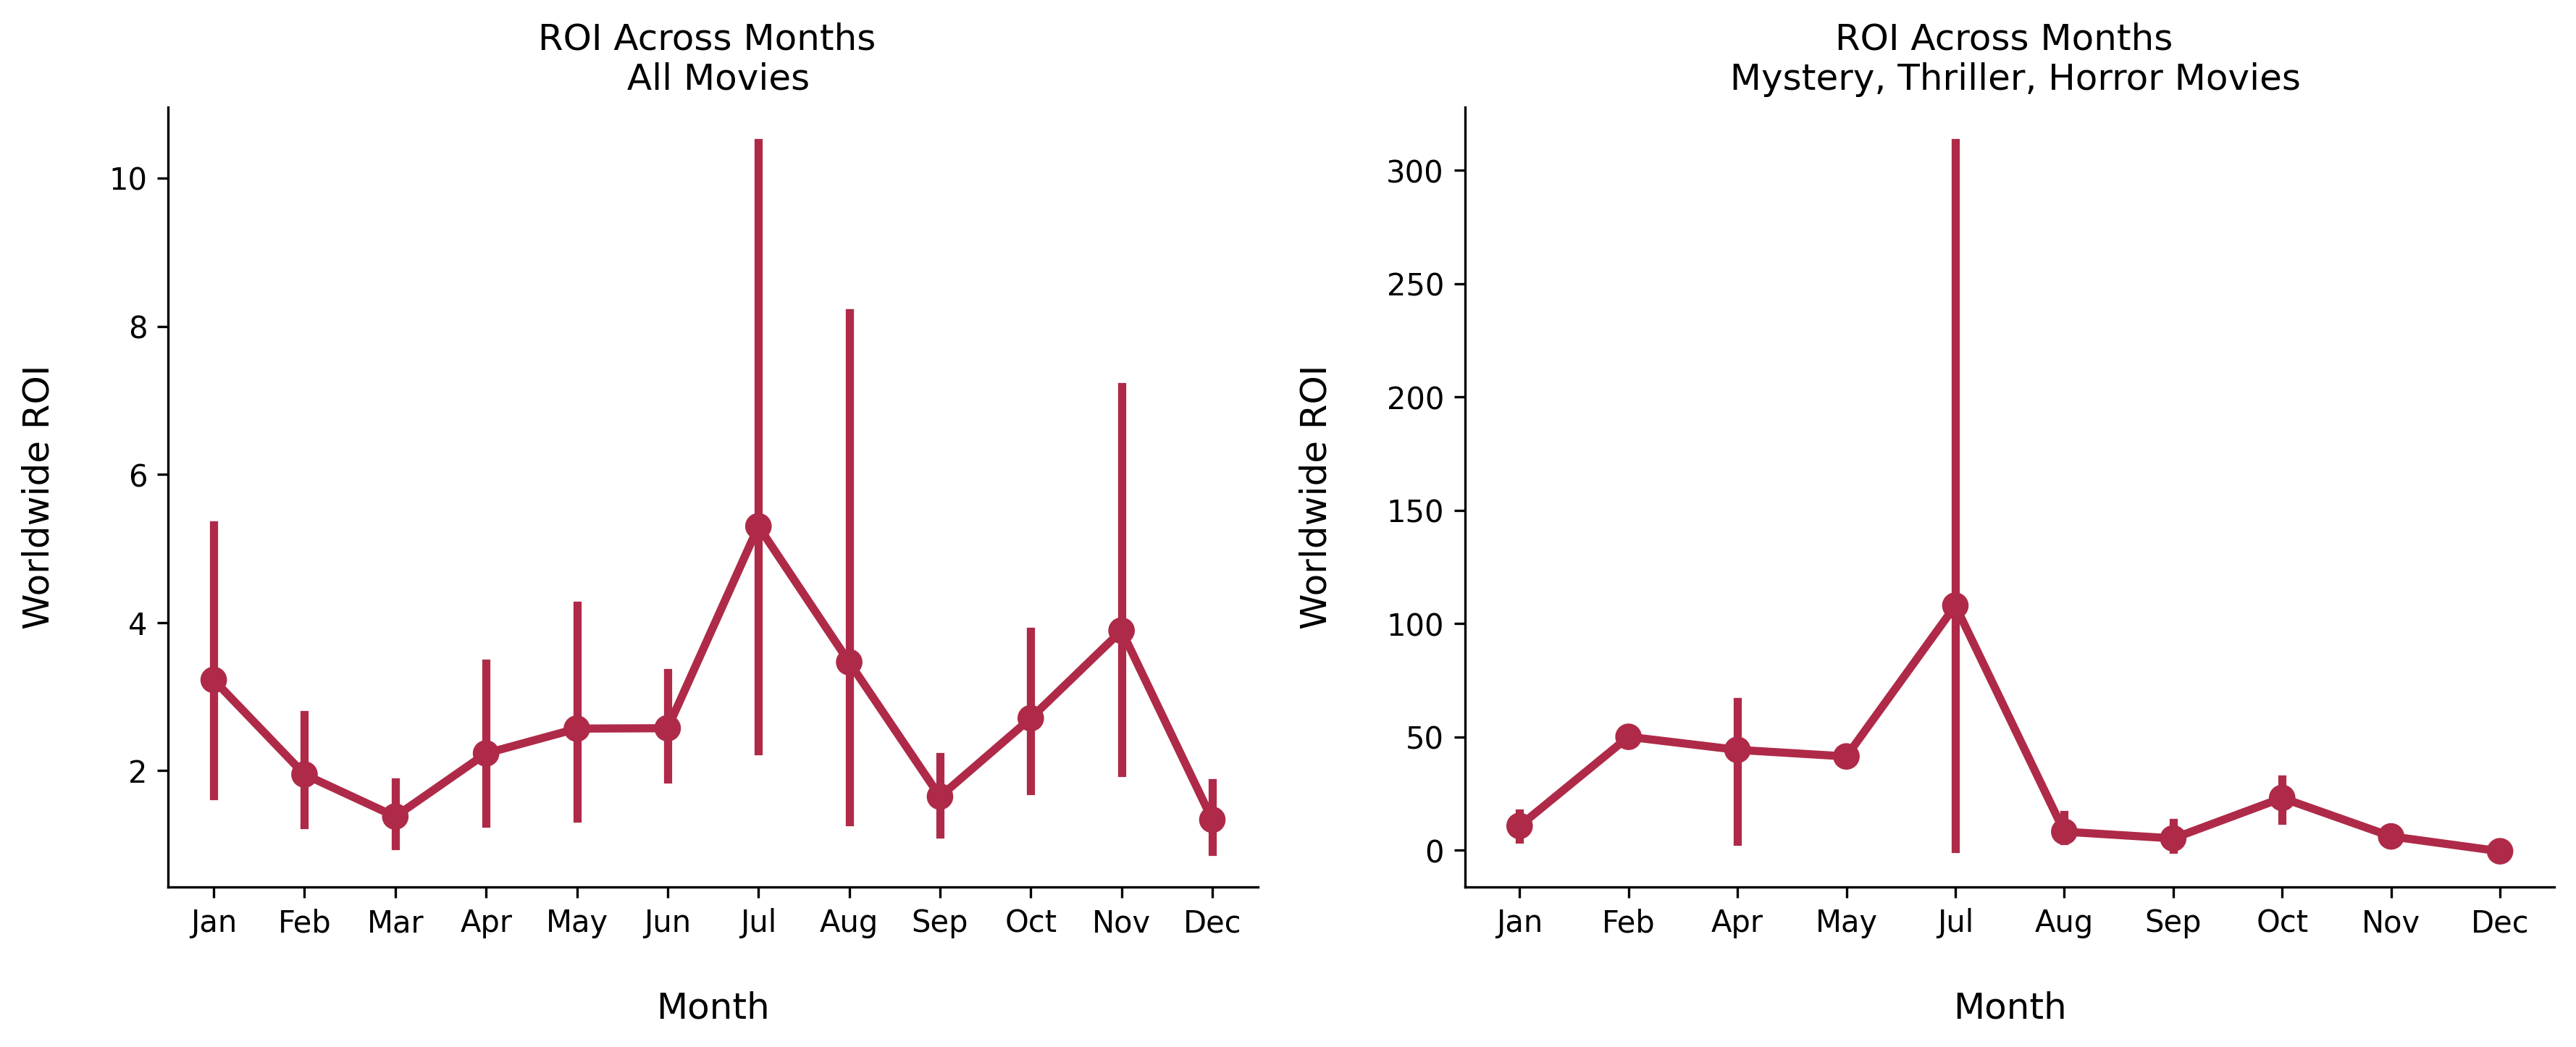 ROI Across Months
All Movies
Worldwide ROI
10
8
6
4
2
Jan Feb Mar Apr May Jun Jul Aug Sep Oct Nov Dec
Month
ROI Across Months
Mystery, Thriller, Horror Movies
Worldwide ROI
300
250
200
150
100
50
0
Jan Feb Apr May Jul Aug Sep Oct Nov Dec
Month